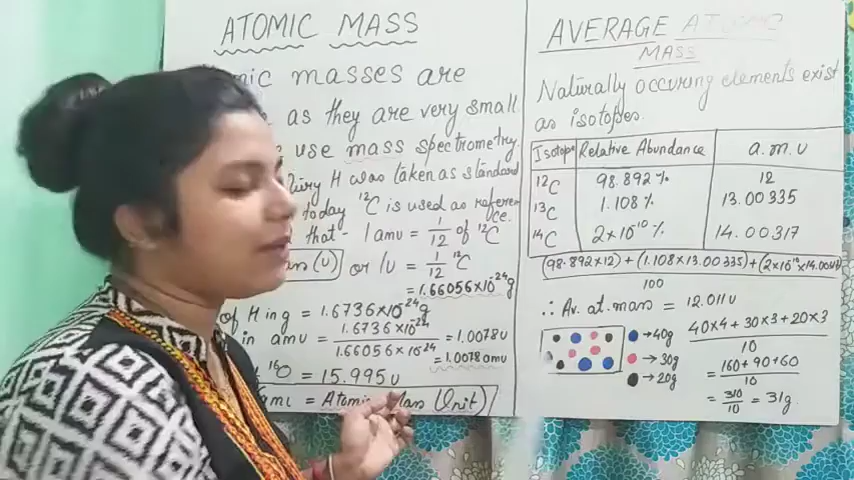 ATOMIC MASS
mic masses are
as they are very small
use mass spectrometry.
H was taken as standard
today ¹²C is used as referen
ce.
that - 1 amu = 1/12 of ¹²C
(u) or 1u = 1/12 ¹²C
= 1.66056×10⁻²⁴g
of H in g = 1.6736×10⁻²⁴g
in amu = 1.6736×10⁻²⁴ / 1.66056×10⁻²⁴ = 1.0078u
= 1.0078 amu
¹⁶O = 15.995u
amu = Atomic Mass Unit)
AVERAGE ATOMIC
MASS
Naturally occuring elements exist
as isotopes.
Isotope Relative Abundance a.m.u
¹²C 98.892% 12
¹³C 1.108% 13.00335
¹⁴C 2×10⁻¹⁰% 14.00317
(98.892×12)+(1.108×13.00335)+(2×10⁻¹⁰×14.00317) / 100
∴ Av. at. mass = 12.011u
→40g
→30g
→20g
40×4+30×3+20×3 / 10
= 160+90+60 / 10
= 310/10 = 31g